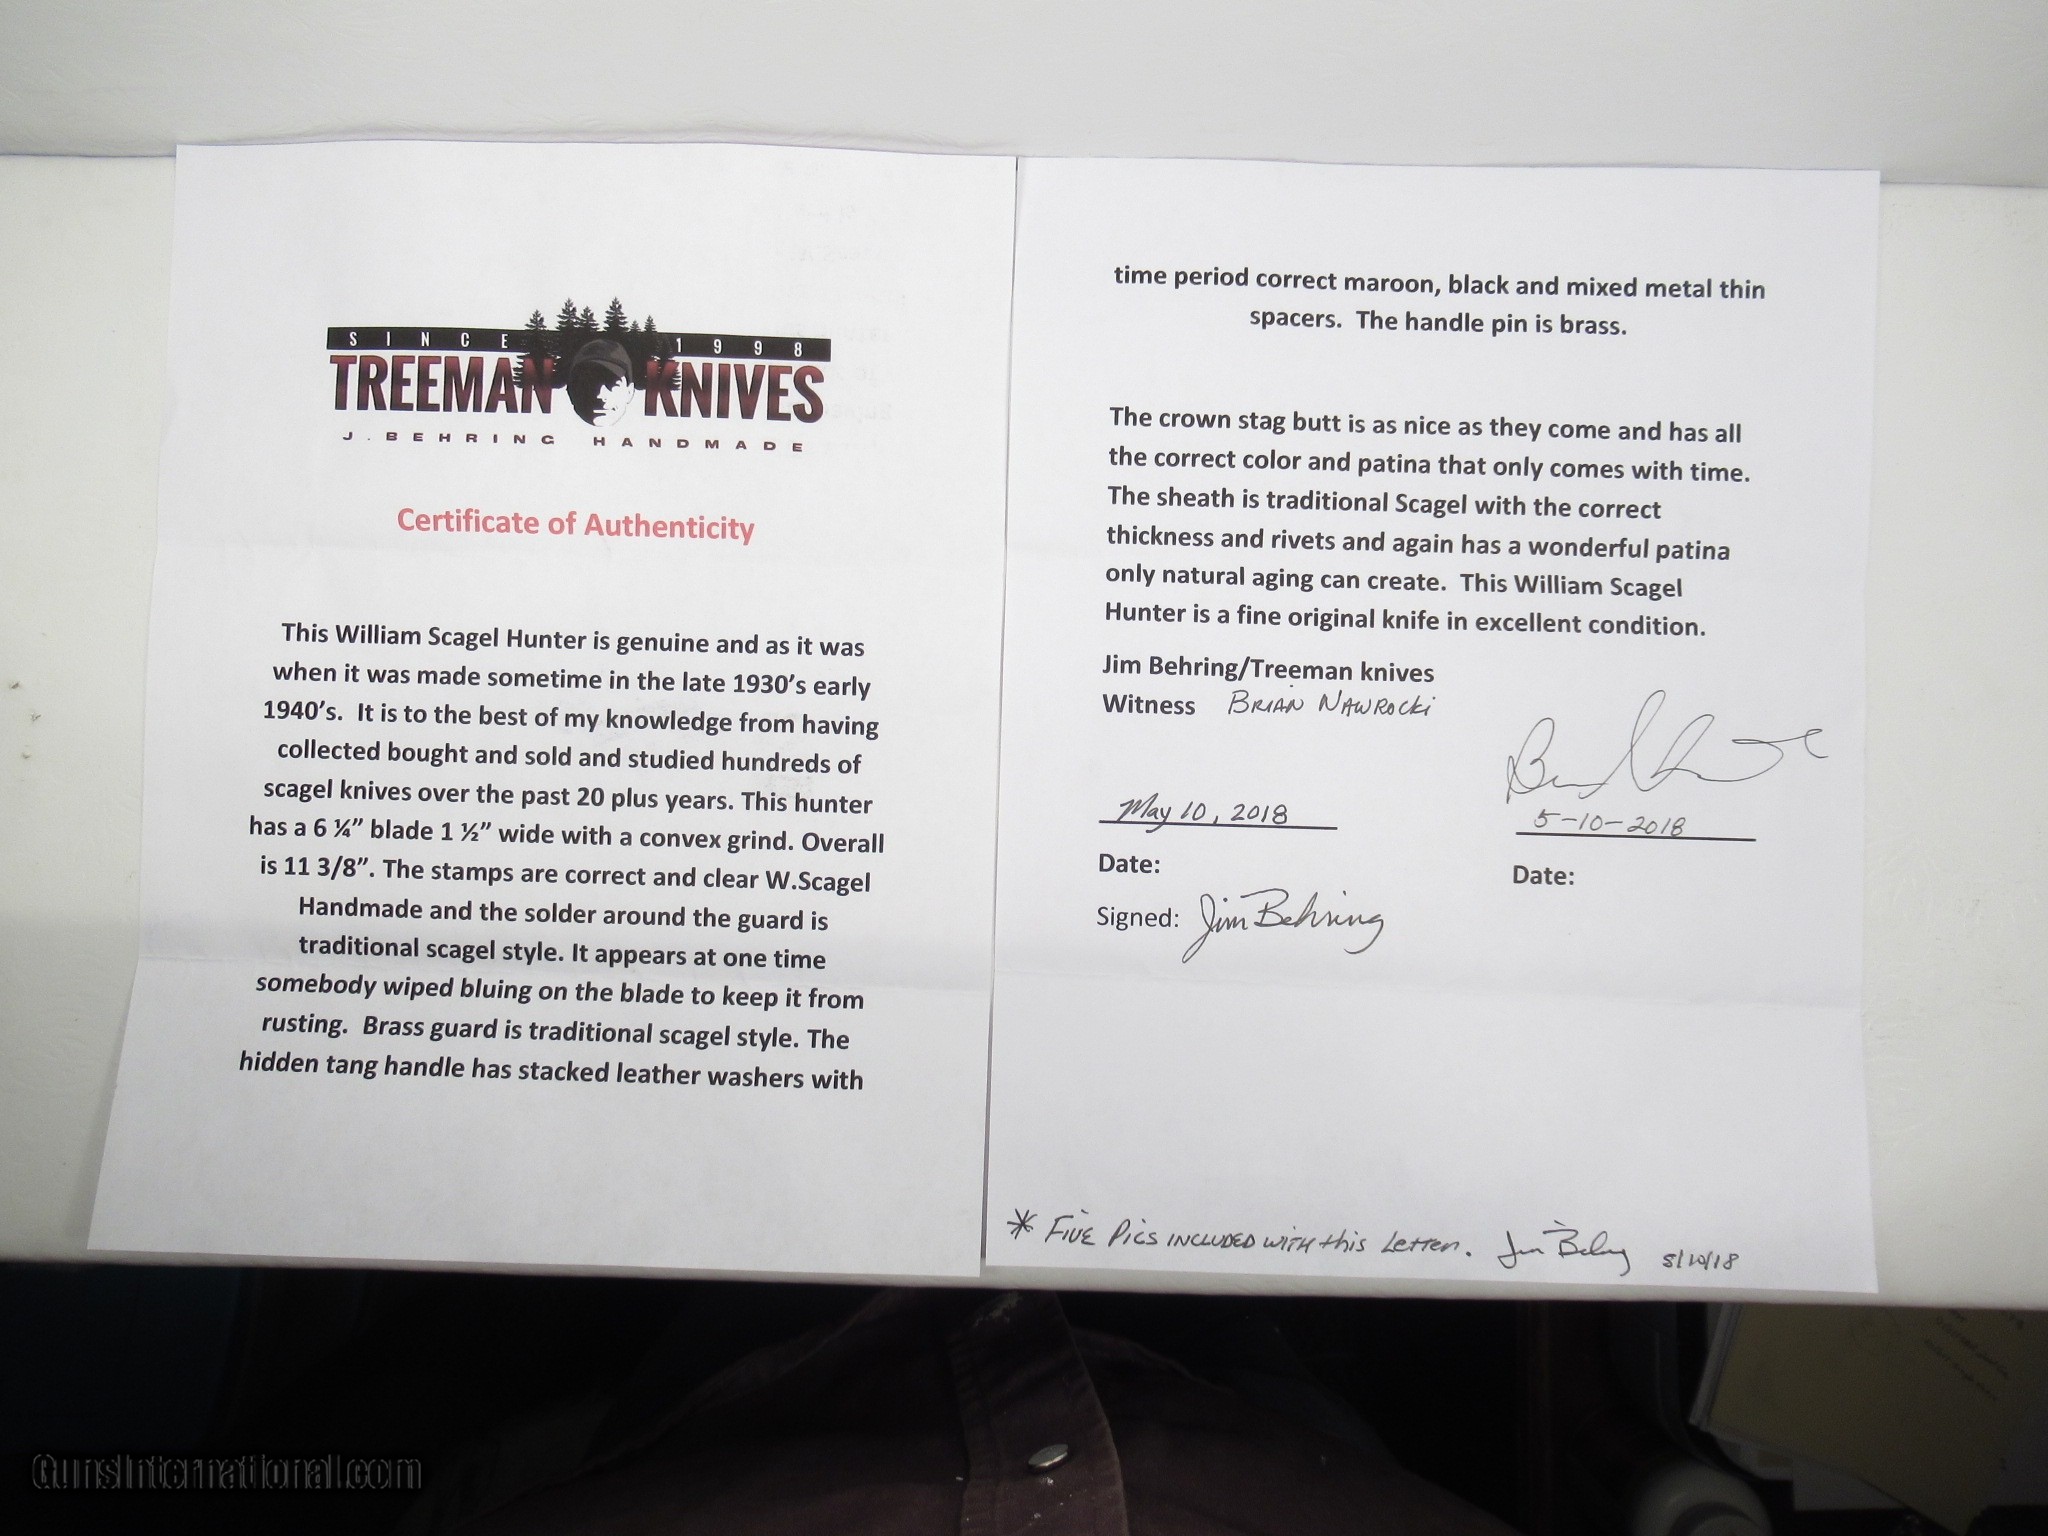 SINCE 1998
TREEMAN KNIVES
J. BEHRING HANDMADE
Certificate of Authenticity
This William Scagel Hunter is genuine and as it was
when it was made sometime in the late 1930's early
1940's.  It is to the best of my knowledge from having
collected bought and sold and studied hundreds of
scagel knives over the past 20 plus years. This hunter
has a 6 ¼" blade 1 ½" wide with a convex grind. Overall
is 11 3/8". The stamps are correct and clear W.Scagel
Handmade and the solder around the guard is
traditional scagel style. It appears at one time
somebody wiped bluing on the blade to keep it from
rusting.  Brass guard is traditional scagel style. The
hidden tang handle has stacked leather washers with
time period correct maroon, black and mixed metal thin
spacers.  The handle pin is brass.
The crown stag butt is as nice as they come and has all
the correct color and patina that only comes with time.
The sheath is traditional Scagel with the correct
thickness and rivets and again has a wonderful patina
only natural aging can create.  This William Scagel
Hunter is a fine original knife in excellent condition.
Jim Behring/Treeman knives
Witness BRIAN NAWROCKI
May 10, 2018
5-10-2018
Date:
Date:
Signed: Jim Behring
* FIVE PICS INCLUDED WITH this Letter. Jim Behring 5/10/18
GunsInternational.com